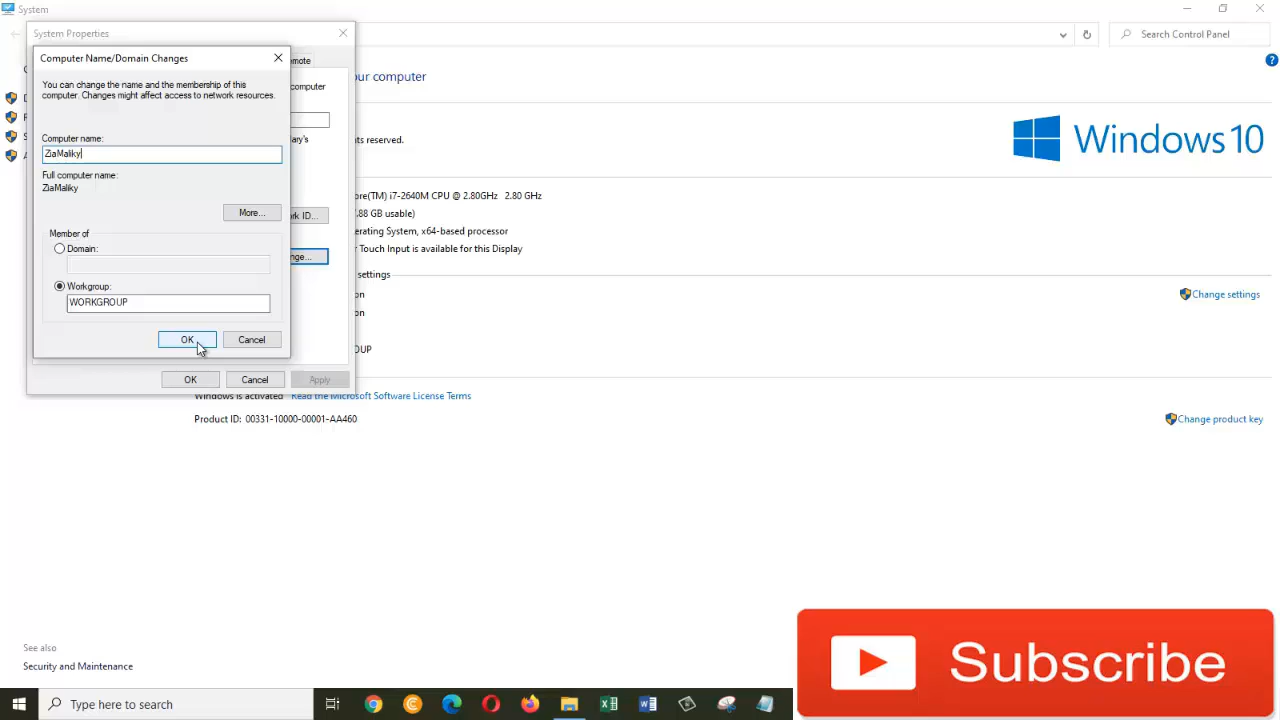 System
System Properties
Search Control Panel
Computer Name/Domain Changes
mote
You can change the name and the membership of this
computer. Changes might affect access to network resources.
computer
our computer
ary's
ts reserved.
Windows 10
Computer name:
ZiaMaliky
Full computer name:
ZiaMaliky
ore(TM) i7-2640M CPU @ 2.80GHz 2.80 GHz
More...
rk ID...
.88 GB usable)
erating System, x64-based processor
Member of
Domain:
r Touch Input is available for this Display
nge...
settings
Workgroup:
WORKGROUP
on
Change settings
on
OK
Cancel
OUP
OK
Cancel
Apply
Windows is activated Read the Microsoft Software License Terms
Product ID: 00331-10000-00001-AA460
Change product key
See also
Security and Maintenance
Subscribe
Type here to search